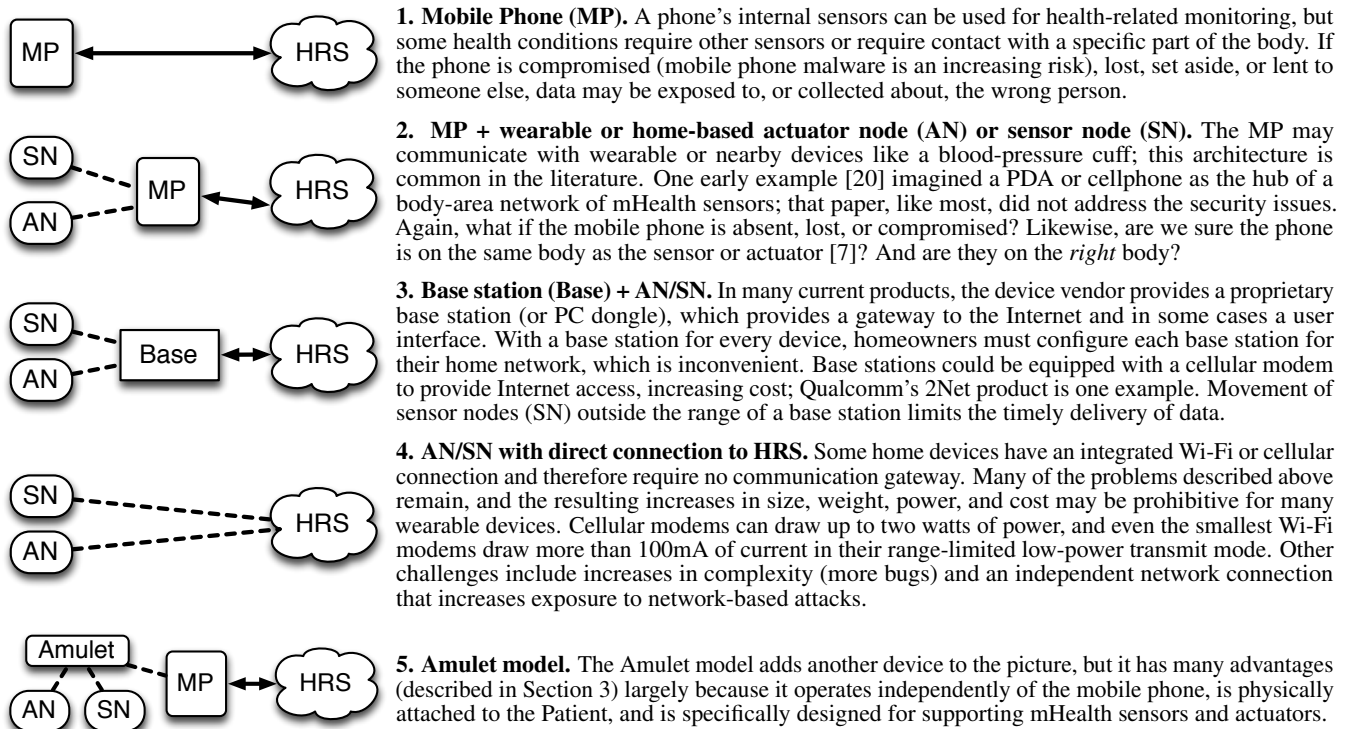 MP
HRS
1. Mobile Phone (MP). A phone's internal sensors can be used for health-related monitoring, but
some health conditions require other sensors or require contact with a specific part of the body. If
the phone is compromised (mobile phone malware is an increasing risk), lost, set aside, or lent to
someone else, data may be exposed to, or collected about, the wrong person.
SN
AN
MP
HRS
2. MP + wearable or home-based actuator node (AN) or sensor node (SN). The MP may
communicate with wearable or nearby devices like a blood-pressure cuff; this architecture is
common in the literature. One early example [20] imagined a PDA or cellphone as the hub of a
body-area network of mHealth sensors; that paper, like most, did not address the security issues.
Again, what if the mobile phone is absent, lost, or compromised? Likewise, are we sure the phone
is on the same body as the sensor or actuator [7]? And are they on the right body?
SN
AN
Base
HRS
3. Base station (Base) + AN/SN. In many current products, the device vendor provides a proprietary
base station (or PC dongle), which provides a gateway to the Internet and in some cases a user
interface. With a base station for every device, homeowners must configure each base station for
their home network, which is inconvenient. Base stations could be equipped with a cellular modem
to provide Internet access, increasing cost; Qualcomm's 2Net product is one example. Movement of
sensor nodes (SN) outside the range of a base station limits the timely delivery of data.
SN
AN
HRS
4. AN/SN with direct connection to HRS. Some home devices have an integrated Wi-Fi or cellular
connection and therefore require no communication gateway. Many of the problems described above
remain, and the resulting increases in size, weight, power, and cost may be prohibitive for many
wearable devices. Cellular modems can draw up to two watts of power, and even the smallest Wi-Fi
modems draw more than 100mA of current in their range-limited low-power transmit mode. Other
challenges include increases in complexity (more bugs) and an independent network connection
that increases exposure to network-based attacks.
Amulet
AN
SN
MP
HRS
5. Amulet model. The Amulet model adds another device to the picture, but it has many advantages
(described in Section 3) largely because it operates independently of the mobile phone, is physically
attached to the Patient, and is specifically designed for supporting mHealth sensors and actuators.